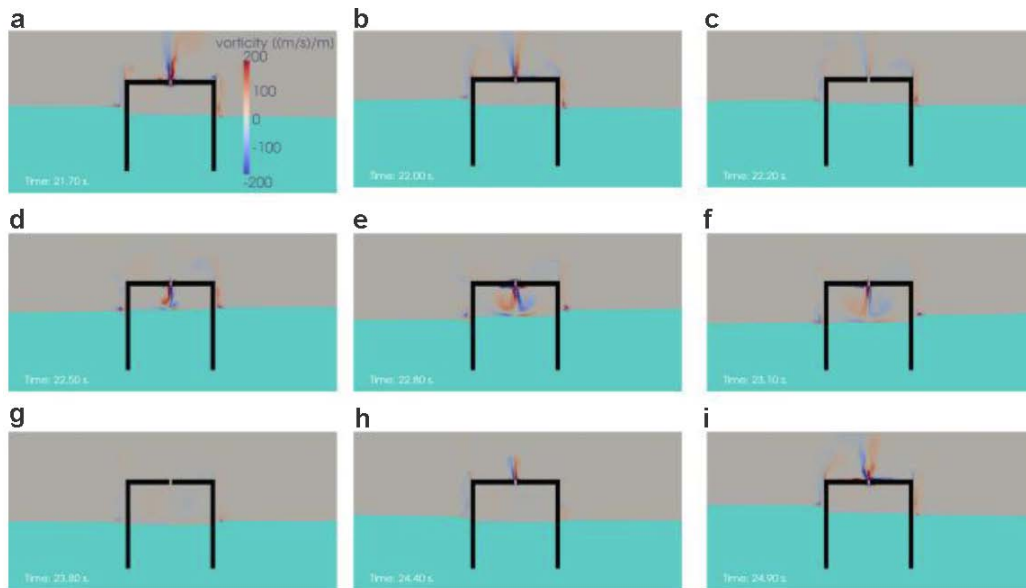 a
b
c
vorticity [(m/s)/m]
200
100
0
-100
-200
Time: 21.70 s.
Time: 22.00 s.
Time: 22.20 s.
d
e
f
Time: 22.50 s.
Time: 22.80 s.
Time: 23.10 s.
g
h
i
Time: 23.80 s.
Time: 24.40 s.
Time: 24.90 s.